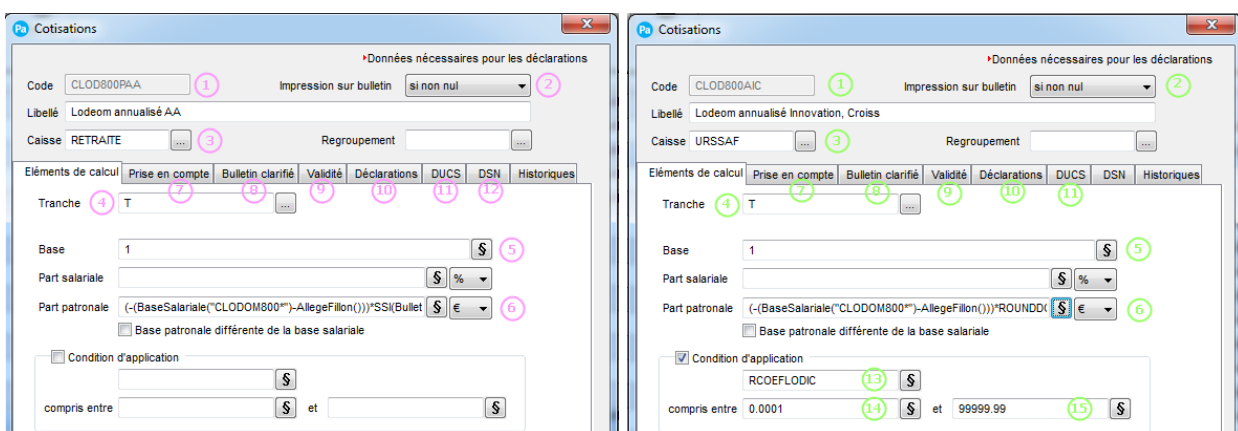 Pa Cotisations
Données nécessaires pour les déclarations
Code CLOD800PAA 1 Impression sur bulletin si non nul 2
Libellé Lodeom annualisé AA
Caisse RETRAITE ... 3 Regroupement ...
Eléments de calcul Prise en compte Bulletin clarifié Validité Déclarations DUCS DSN Historiques
7 8 9 10 11 12
Tranche 4 T ...
Base 1 § 5
Part salariale § %
Part patronale (-(BaseSalariale("CLODOM800*")-AllegeFillon()))*SSI(Bullet § € 6
Base patronale différente de la base salariale
Condition d'application
§
compris entre § et §
Pa Cotisations
Données nécessaires pour les déclarations
Code CLOD800AIC 1 Impression sur bulletin si non nul 2
Libellé Lodeom annualisé Innovation, Croiss
Caisse URSSAF ... 3 Regroupement ...
Eléments de calcul Prise en compte Bulletin clarifié Validité Déclarations DUCS DSN Historiques
7 8 9 10 11
Tranche 4 T ...
Base 1 § 5
Part salariale § %
Part patronale (-(BaseSalariale("CLODOM800*")-AllegeFillon()))*ROUNDD( § € 6
Base patronale différente de la base salariale
Condition d'application
RCOEFLODIC 13 §
compris entre 0.0001 14 § et 99999.99 15 §